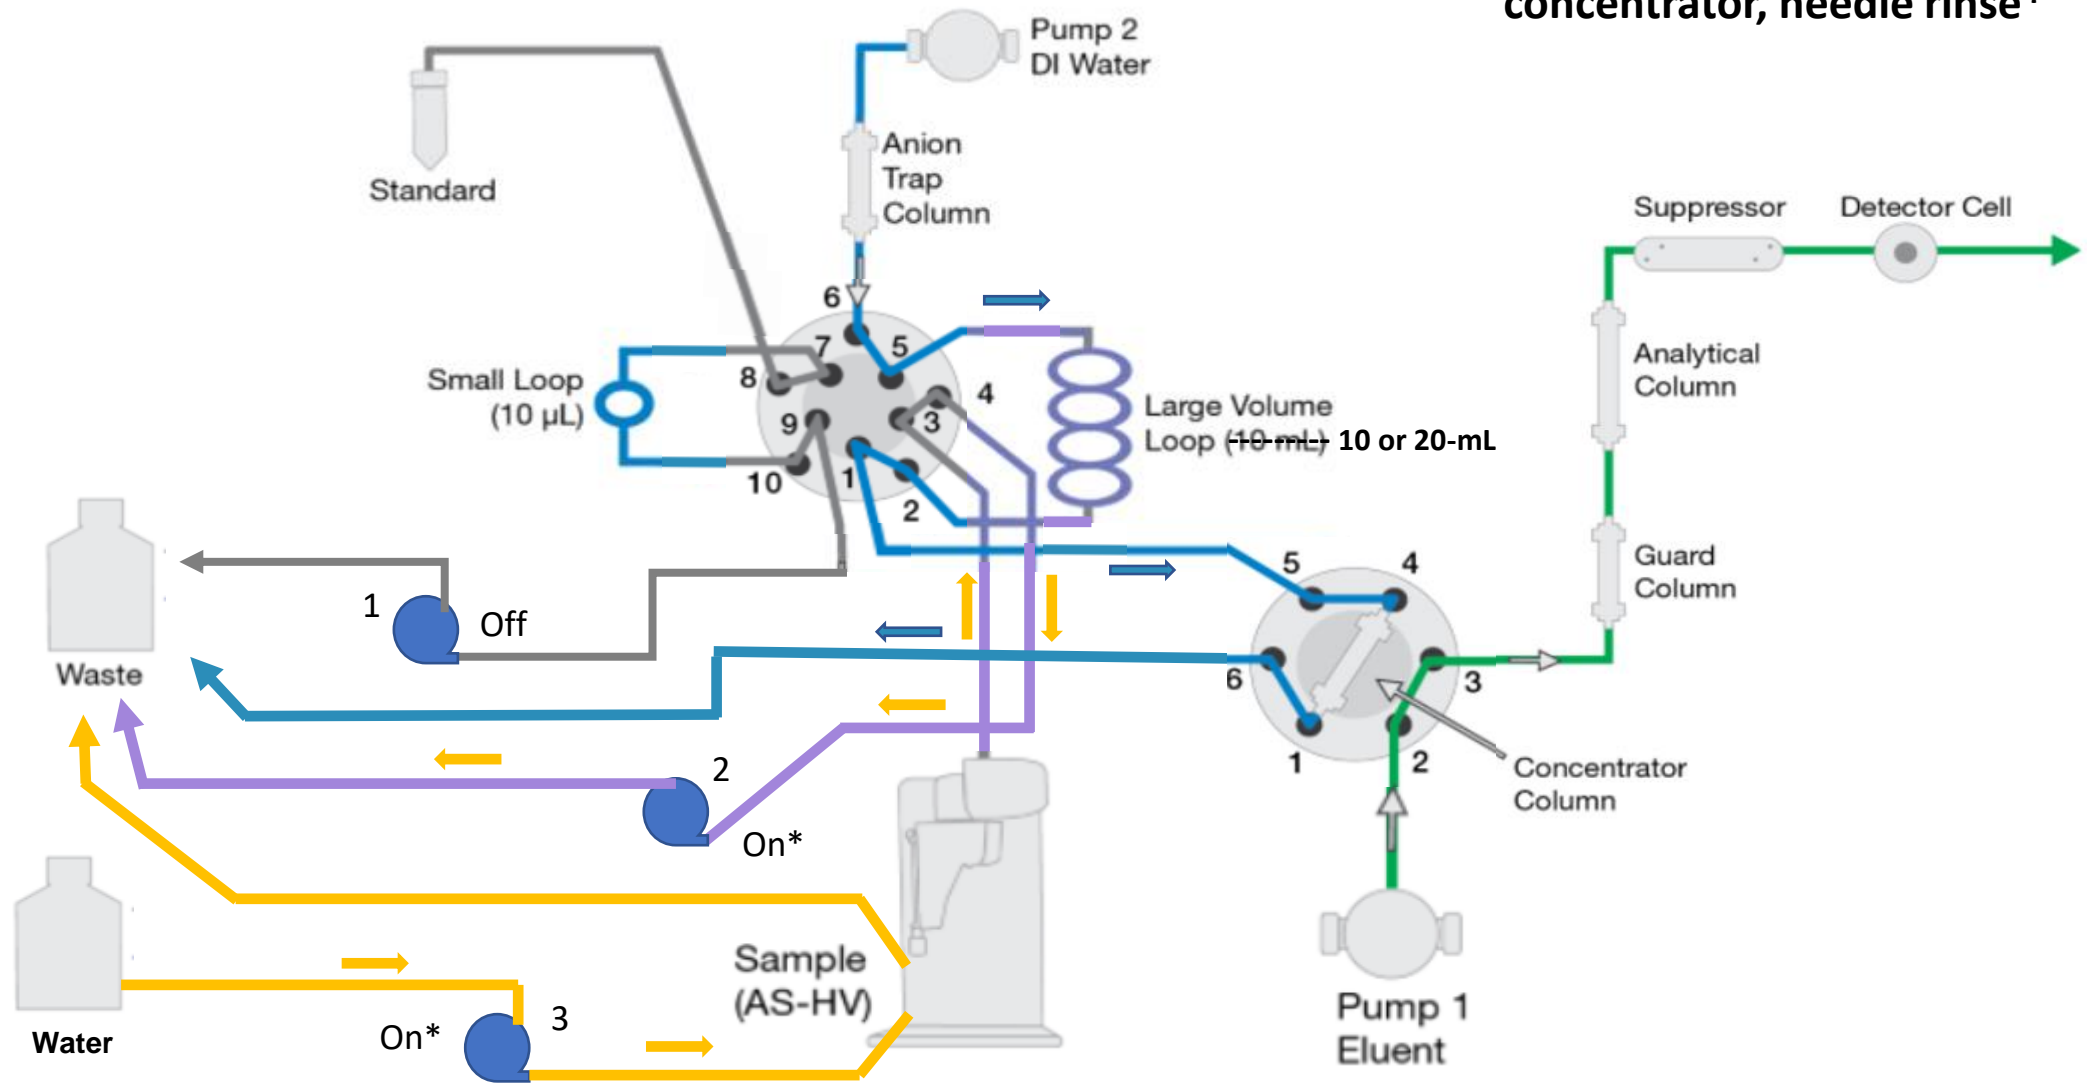 concentrator, needle rinse*
Pump 2
DI Water
Standard
Anion
Trap
Column
Suppressor
Detector Cell
6
7
5
8
4
Small Loop
(10 µL)
9
3
10
1
2
Large Volume
Loop (10 mL) 10 or 20-mL
Analytical
Column
Guard
Column
5
4
6
3
1
2
Concentrator
Column
Waste
1
Off
2
On*
Sample
(AS-HV)
Water
On*
3
Pump 1
Eluent